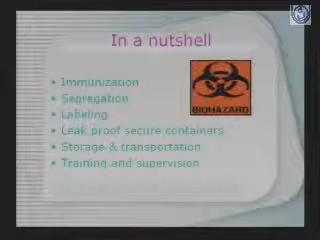 In a nutshell
• Immunization
• Segregation
• Labeling
BIOHAZARD
• Leak proof secure containers
• Storage & transportation
• Training and supervision